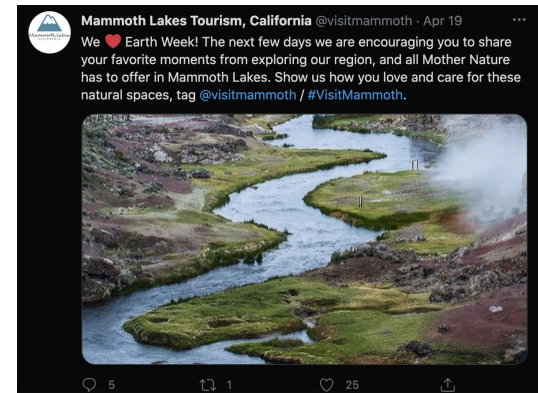 Mammoth Lakes Tourism, California @visitmammoth · Apr 19 ···
We ❤️ Earth Week! The next few days we are encouraging you to share
your favorite moments from exploring our region, and all Mother Nature
has to offer in Mammoth Lakes. Show us how you love and care for these
natural spaces, tag @visitmammoth / #VisitMammoth.
5 1 25